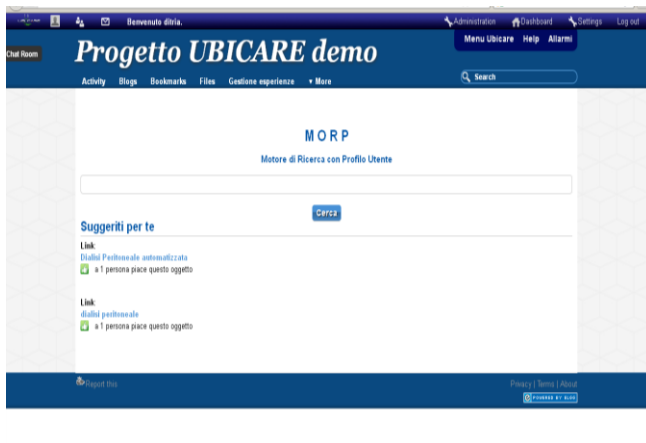 Benvenuto ditria.
Administration Dashboard Settings Log out
Menu Ubicare Help Allarmi
Chat Room
Progetto UBICARE demo
Activity Blogs Bookmarks Files Gestione esperienze ▾ More
Search
MORP
Motore di Ricerca con Profilo Utente
Cerca
Suggeriti per te
Link:
Dialisi Peritoneale automatizzata
a 1 persona piace questo oggetto
Link:
dialisi peritoneale
a 1 persona piace questo oggetto
Report this
Privacy | Terms | About
POWERED BY ELGG